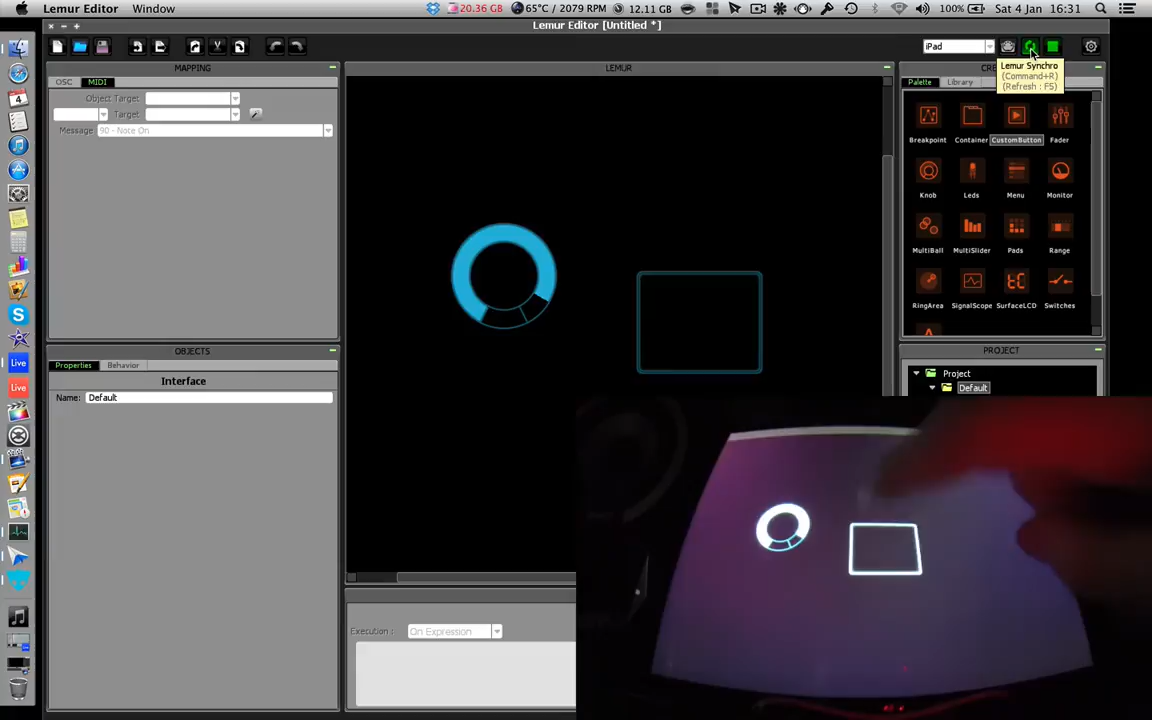 Lemur Editor Window
20.36 GB 65°C / 2079 RPM 12.11 GB 100% Sat 4 Jan 16:31
Lemur Editor [Untitled *]
iPad
Lemur Synchro
(Command+R)
(Refresh : F5)
MAPPING
LEMUR
OSC MIDI
Object Target
Target
Message 90 - Note On
Palette Library
Breakpoint Container CustomButton Fader
Knob Leds Menu Monitor
MultiBall MultiSlider Pads Range
RingArea SignalScope SurfaceLCD Switches
OBJECTS
Properties Behavior
Interface
Name: Default
PROJECT
Project
Default
Execution : On Expression
4
Live
Live